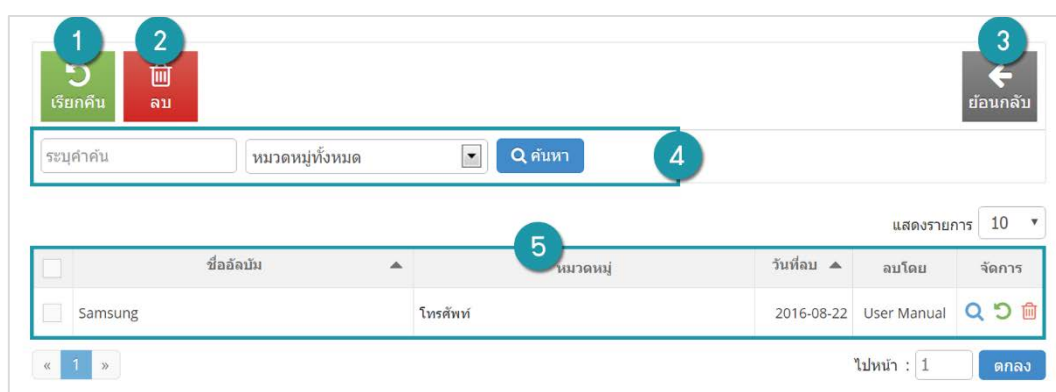 1
2
3
เรียกคืน
ลบ
ย้อนกลับ
ระบุคำค้น
หมวดหมู่ทั้งหมด
ค้นหา
4
แสดงรายการ 10
5
ชื่ออัลบัม หมวดหมู่ วันที่ลบ ลบโดย จัดการ
Samsung โทรศัพท์ 2016-08-22 User Manual
« 1 » ไปหน้า : 1 ตกลง